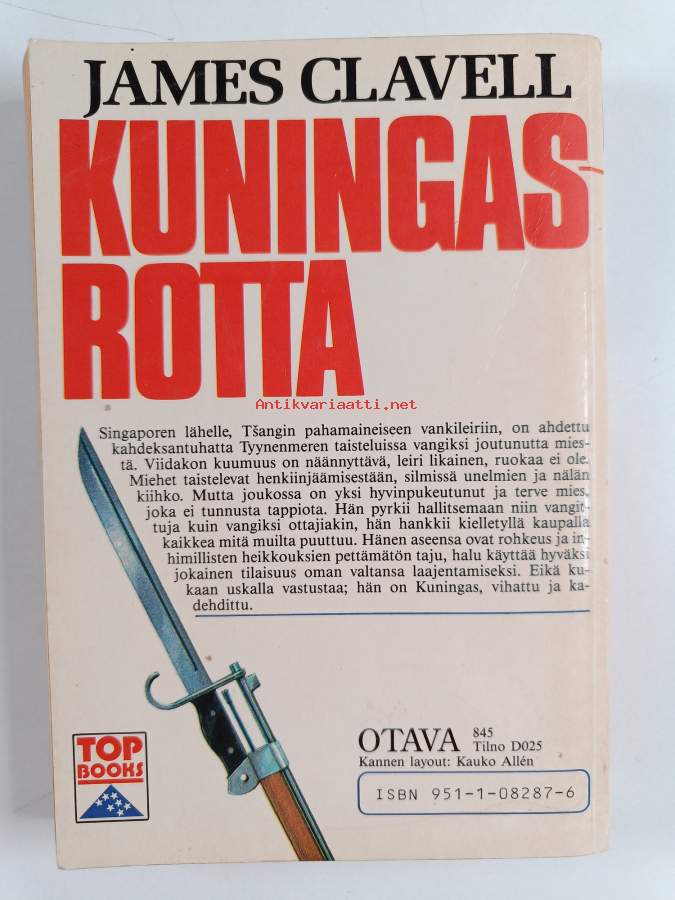 JAMES CLAVELL
KUNINGAS
ROTTA
Antikvariaatti.net
Singaporen lähelle, Tšangin pahamaineiseen vankileiriin, on ahdettu
kahdeksantuhatta Tyynenmeren taisteluissa vangiksi joutunutta mies-
tä. Viidakon kuumuus on näännyttävä, leiri likainen, ruokaa ei ole.
Miehet taistelevat henkiinjäämisestään, silmissä unelmien ja nälän
kiihko. Mutta joukossa on yksi hyvinpukeutunut ja terve mies,
joka ei tunnusta tappiota. Hän pyrkii hallitsemaan niin vangit-
tuja kuin vangiksi ottajiakin, hän hankkii kielletyllä kaupalla
kaikkea mitä muilta puuttuu. Hänen aseensa ovat rohkeus ja in-
himillisten heikkouksien pettämätön taju, halu käyttää hyväksi
jokainen tilaisuus oman valtansa laajentamiseksi. Eikä ku-
kaan uskalla vastustaa; hän on Kuningas, vihattu ja ka-
dehdittu.
TOP
BOOKS
OTAVA 845
Tilno D025
Kannen layout: Kauko Allén
ISBN 951-1-08287-6